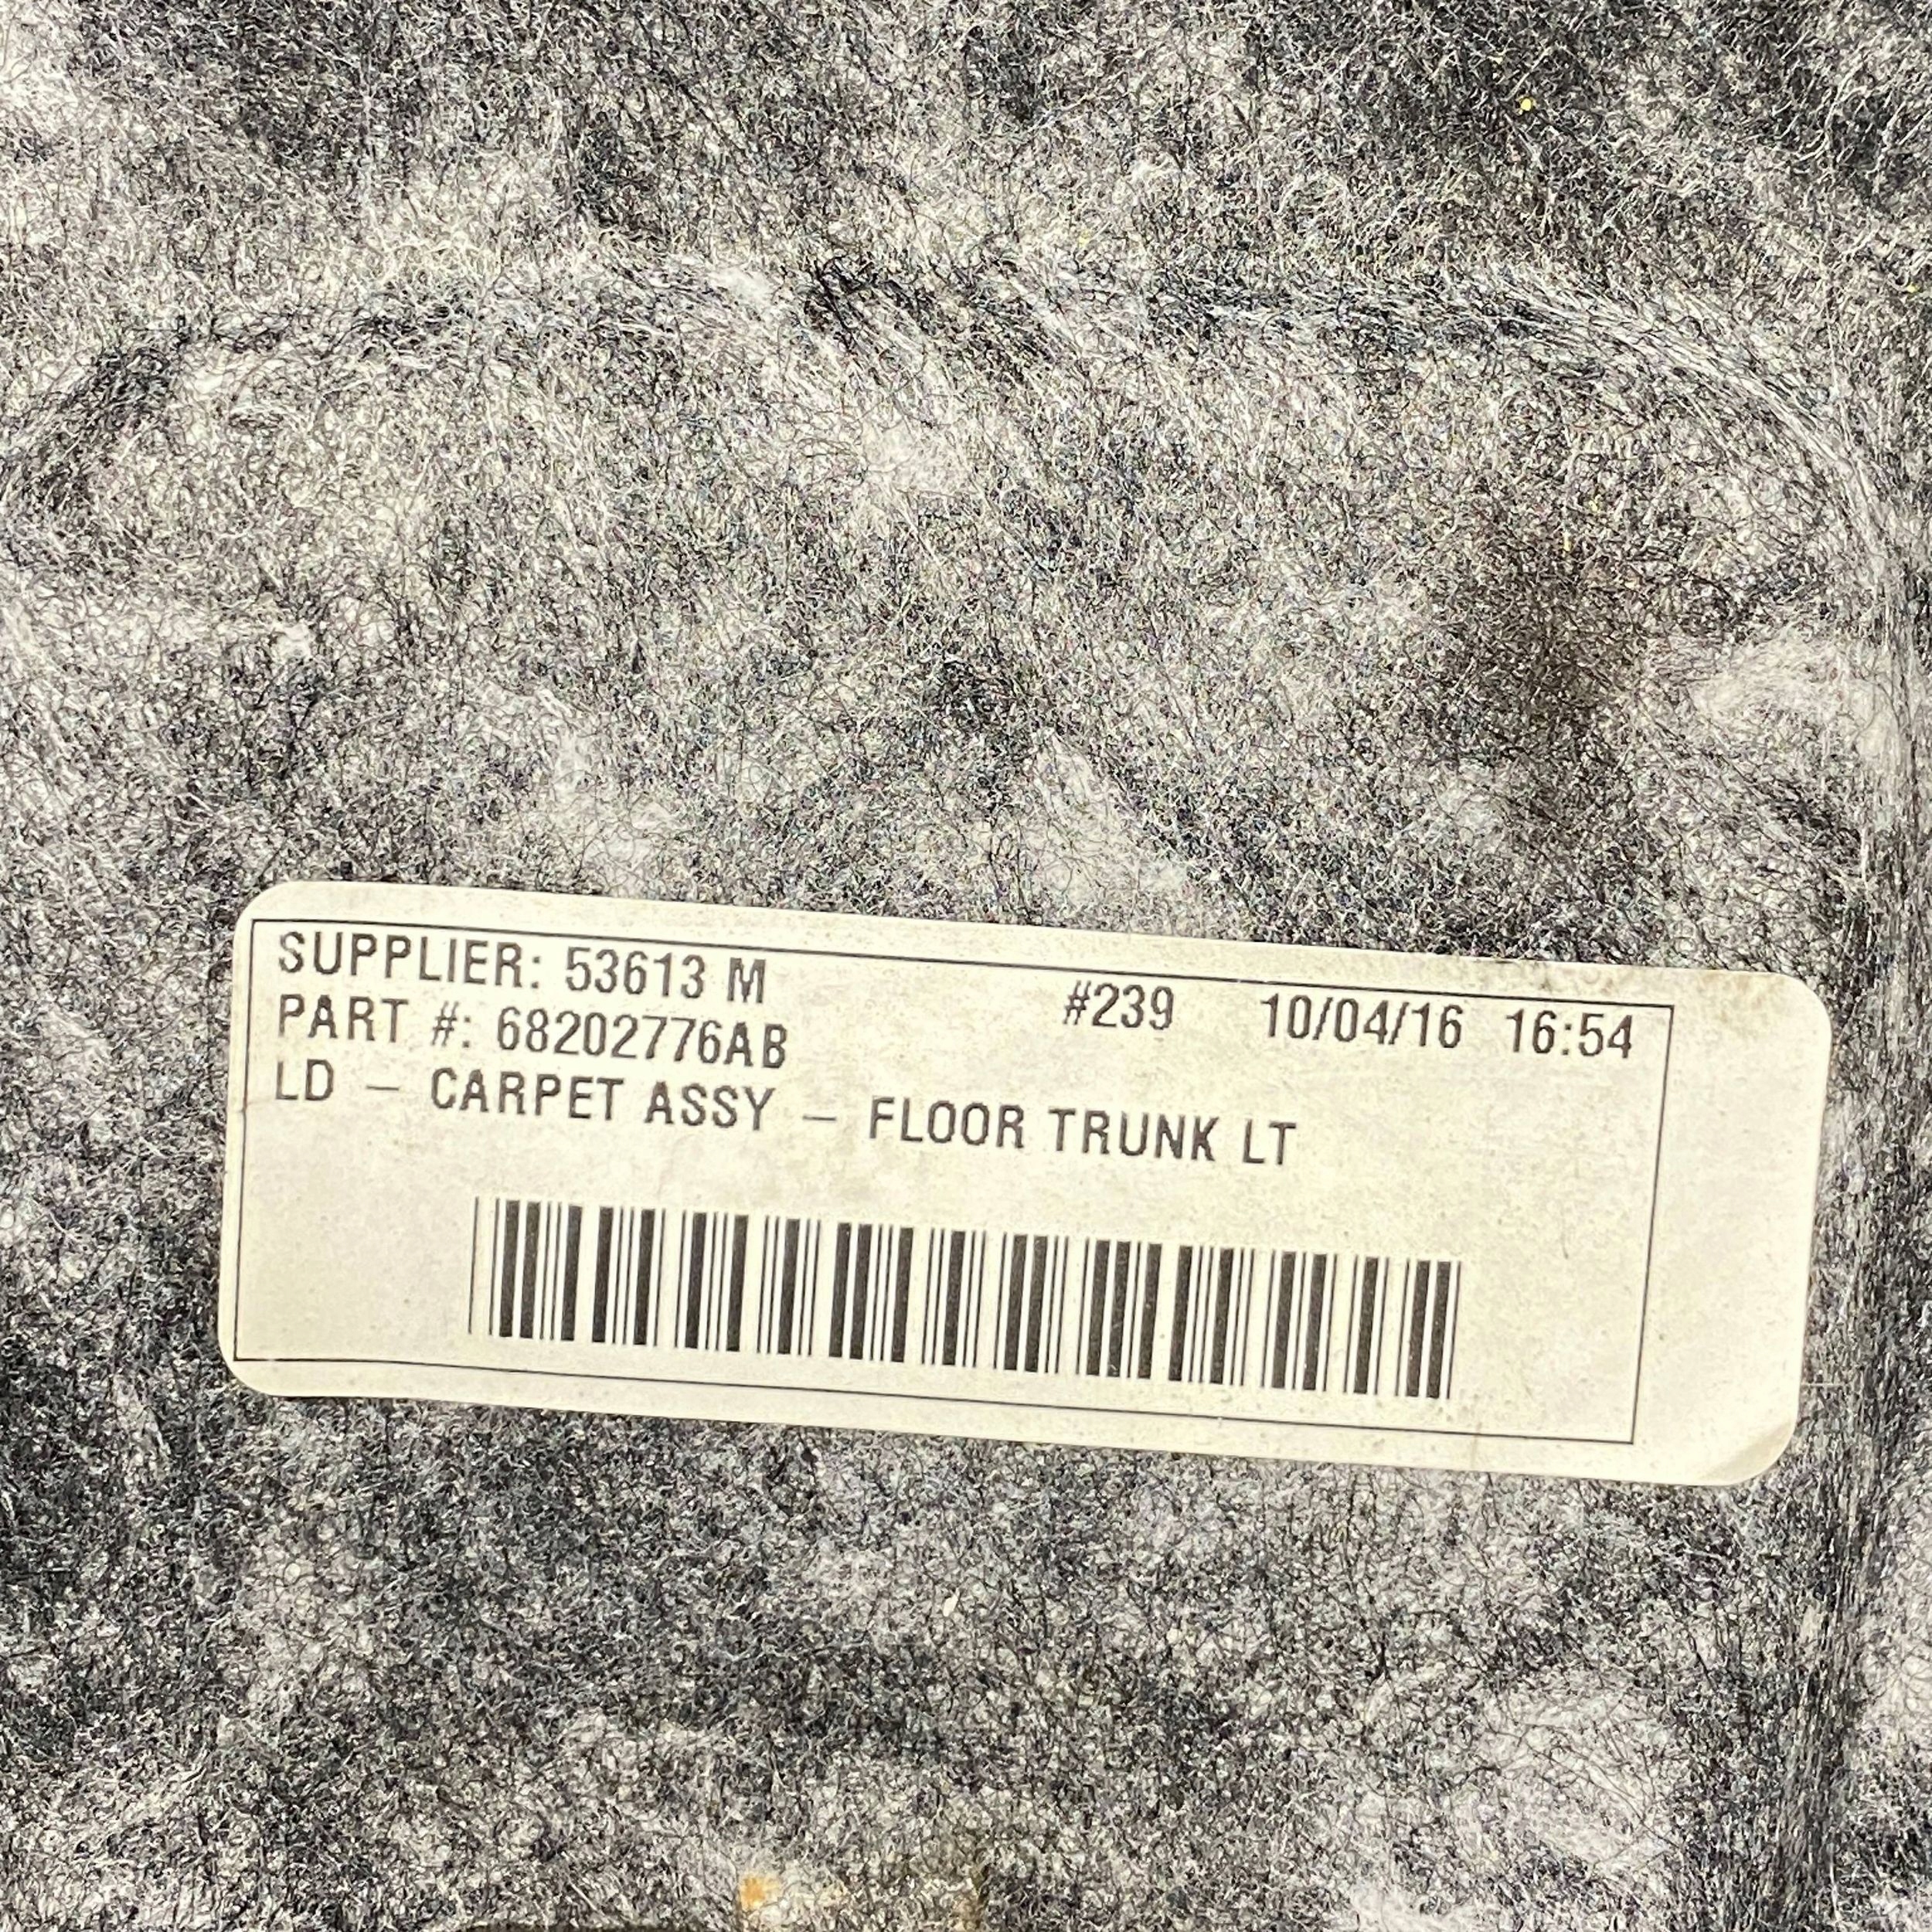 SUPPLIER: 53613 M
#239 10/04/16 16:54
PART #: 68202776AB
LD – CARPET ASSY – FLOOR TRUNK LT